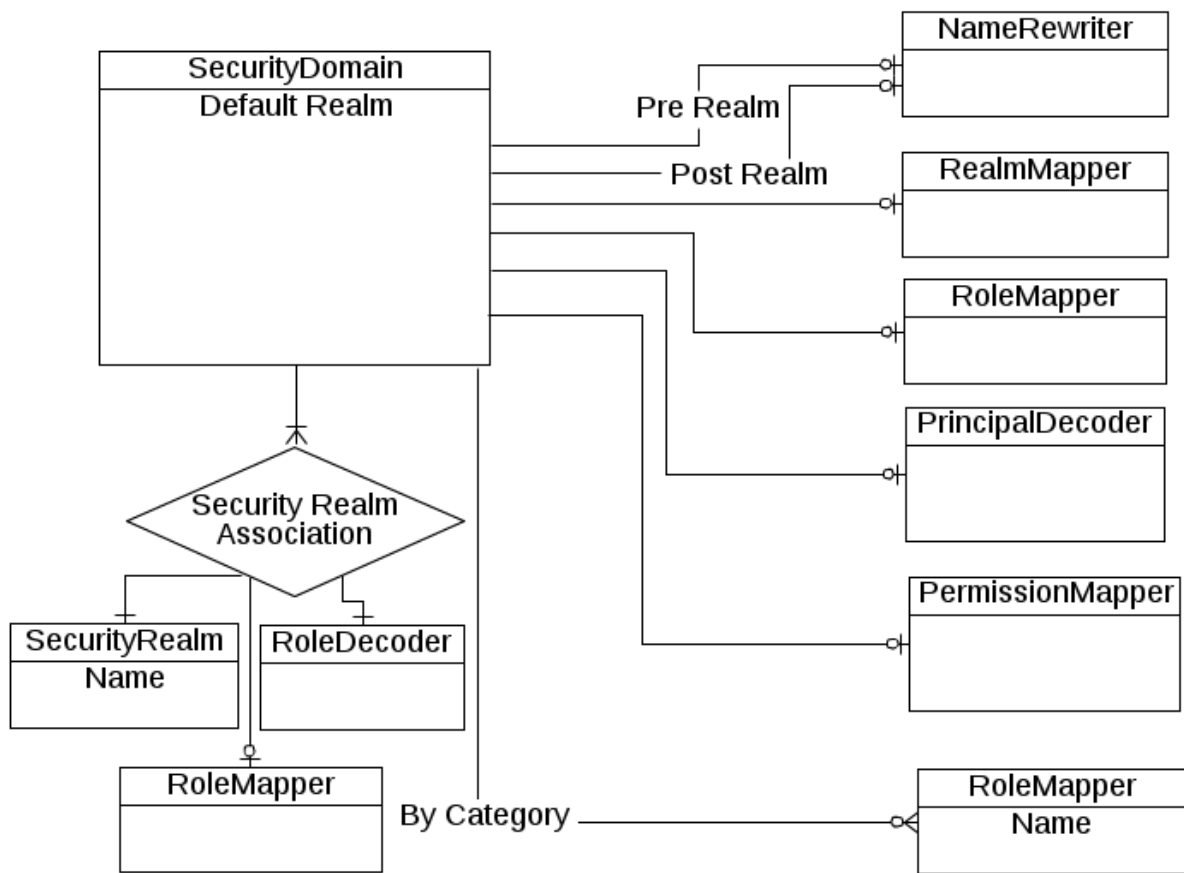 SecurityDomain
Default Realm
NameRewriter
Pre Realm
Post Realm
RealmMapper
RoleMapper
PrincipalDecoder
Security Realm
Association
PermissionMapper
SecurityRealm
Name
RoleDecoder
RoleMapper
By Category
RoleMapper
Name